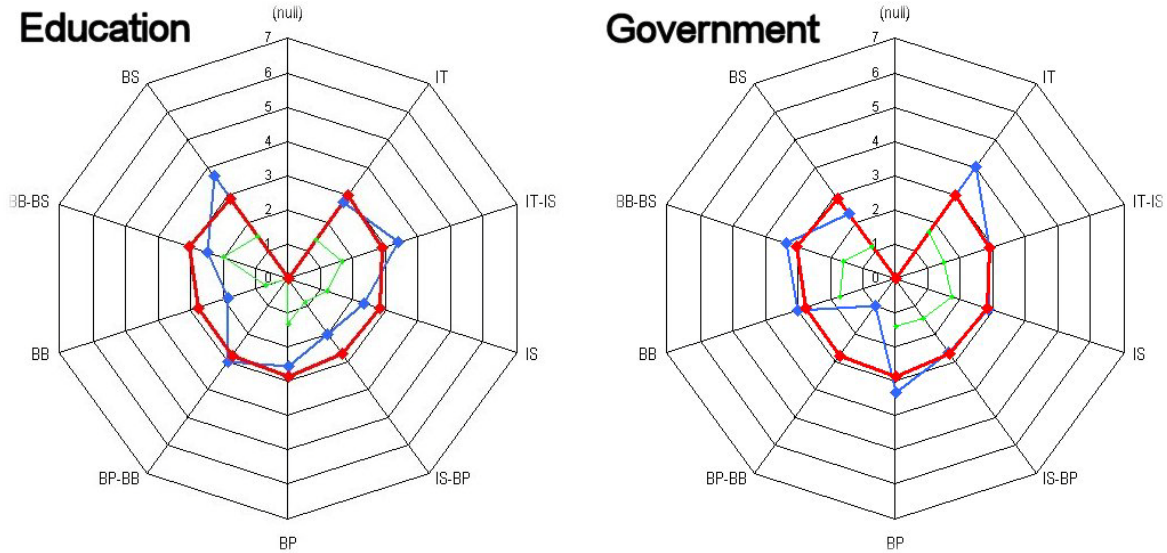 Education
(null)
7
6
5
4
3
2
1
0
IT
IT-IS
IS
IS-BP
BP
BP-BB
BB
BB-BS
BS
Government
(null)
7
6
5
4
3
2
1
0
IT
IT-IS
IS
IS-BP
BP
BP-BB
BB
BB-BS
BS